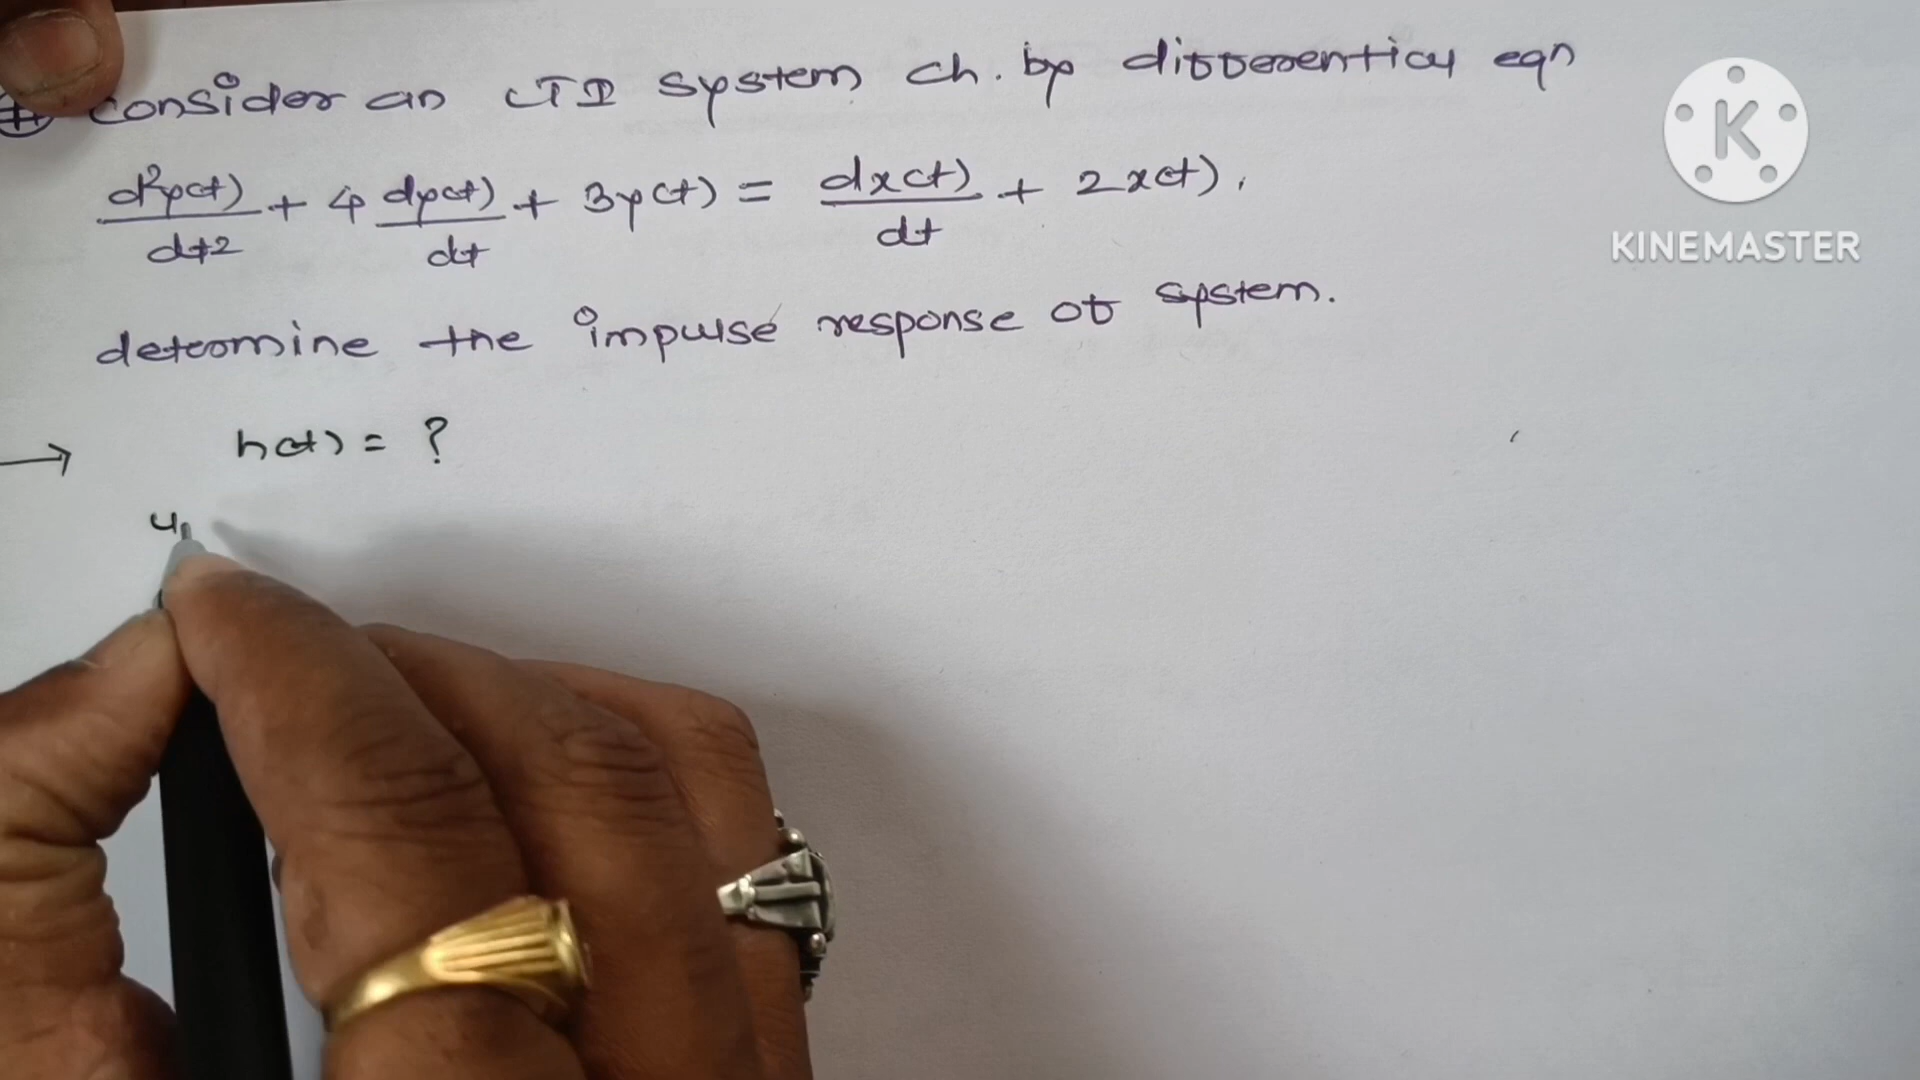 consider an LTI system ch. by differential eqn
d²y(t)/dt2 + 4 dy(t)/dt + 3y(t) = dx(t)/dt + 2x(t).
determine the impulse response of system.
→ h(t) = ?
K
KINEMASTER